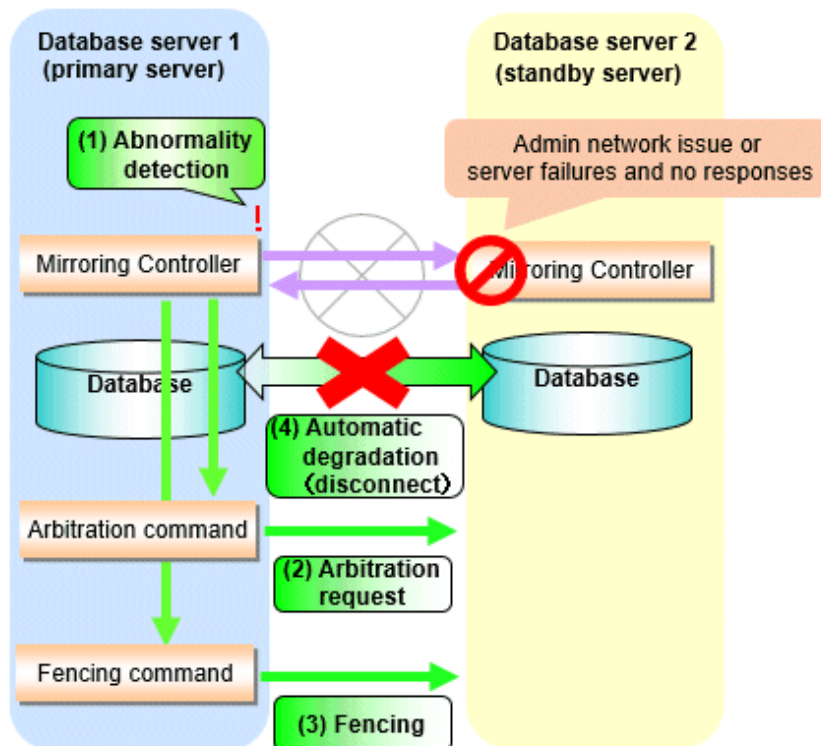 Database server 1
(primary server)
Database server 2
(standby server)
(1) Abnormality
detection
Admin network issue or
server failures and no responses
!
Mirroring Controller
Mirroring Controller
Database
Database
(4) Automatic
degradation
(disconnect)
Arbitration command
(2) Arbitration
request
Fencing command
(3) Fencing